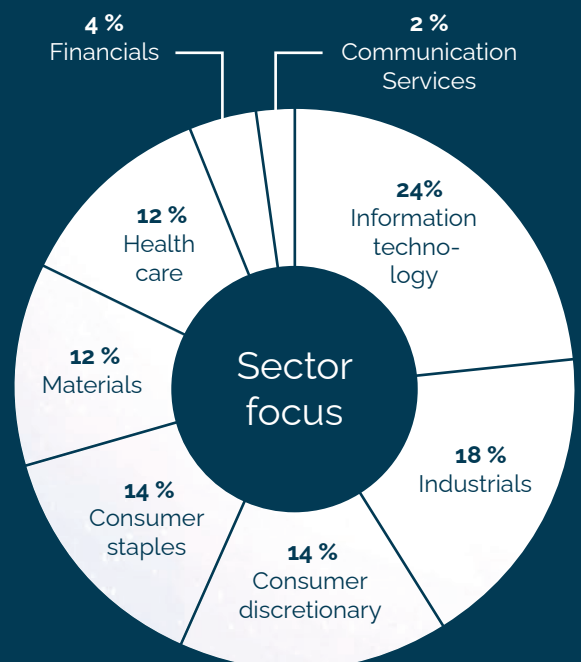 4 %
Financials
2 %
Communication
Services
24%
Information
techno-
logy
12 %
Health
care
12 %
Materials
Sector
focus
18 %
Industrials
14 %
Consumer
staples
14 %
Consumer
discretionary